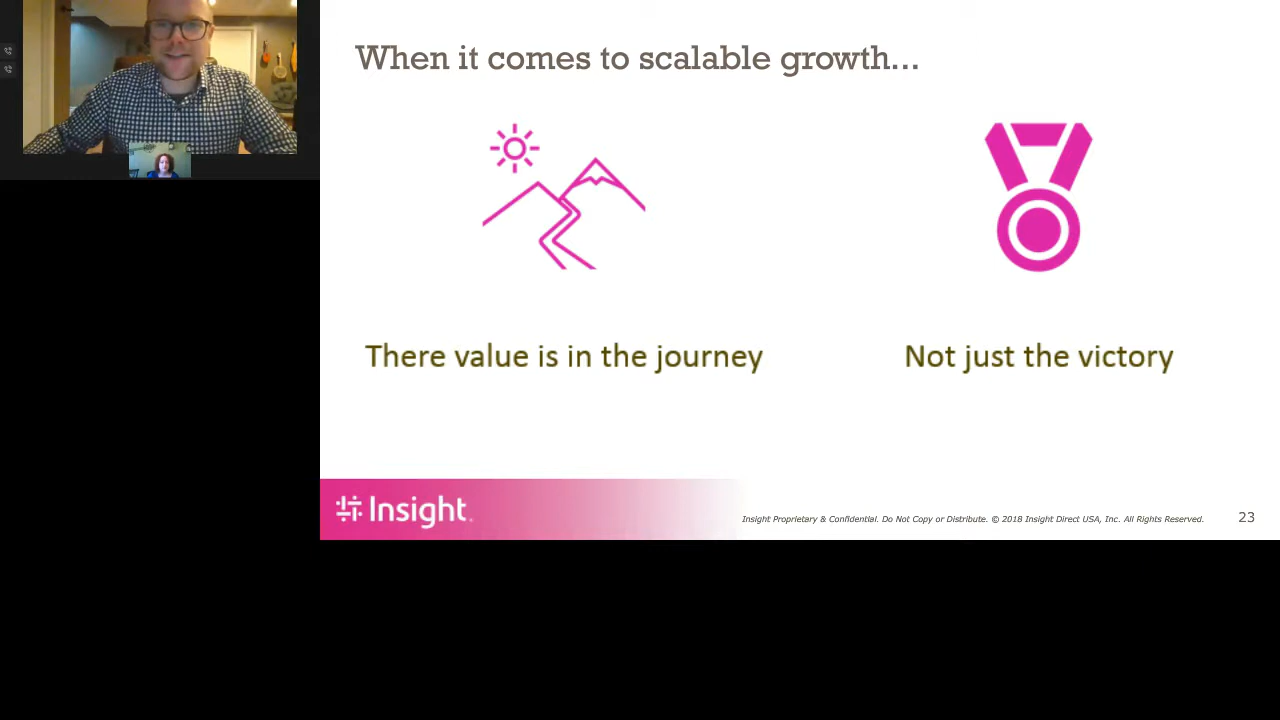 When it comes to scalable growth...
There value is in the journey
Not just the victory
Insight.
Insight Proprietary & Confidential. Do Not Copy or Distribute. © 2018 Insight Direct USA, Inc. All Rights Reserved.
23